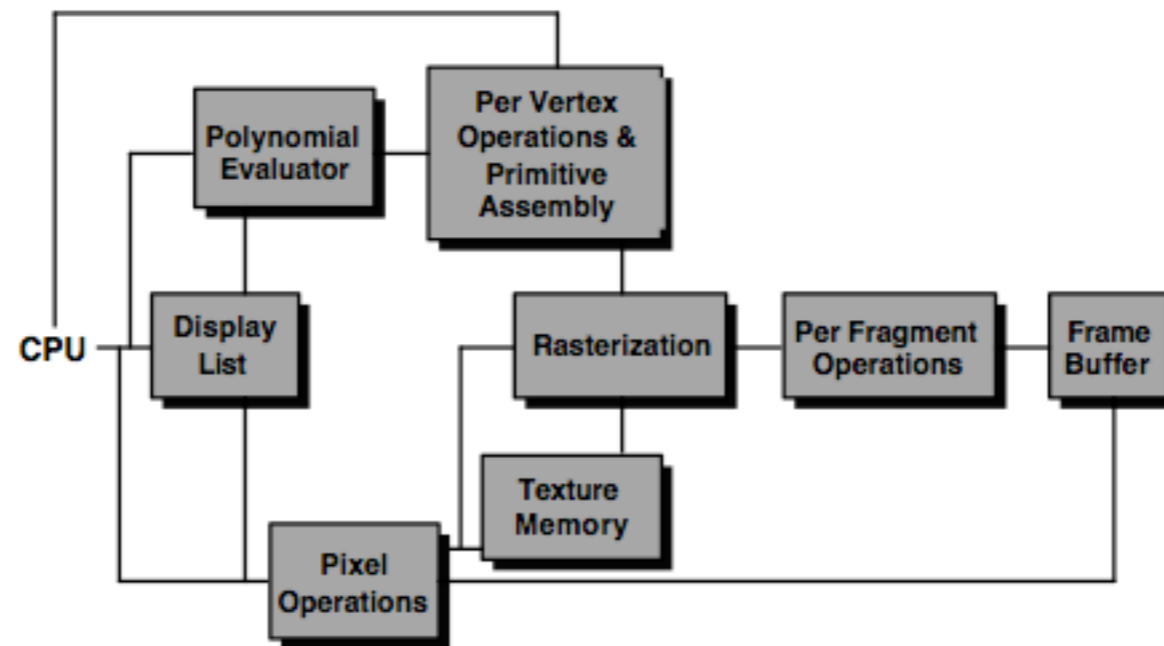 Per Vertex
Operations &
Primitive
Assembly
Polynomial
Evaluator
CPU
Display
List
Rasterization
Per Fragment
Operations
Frame
Buffer
Texture
Memory
Pixel
Operations